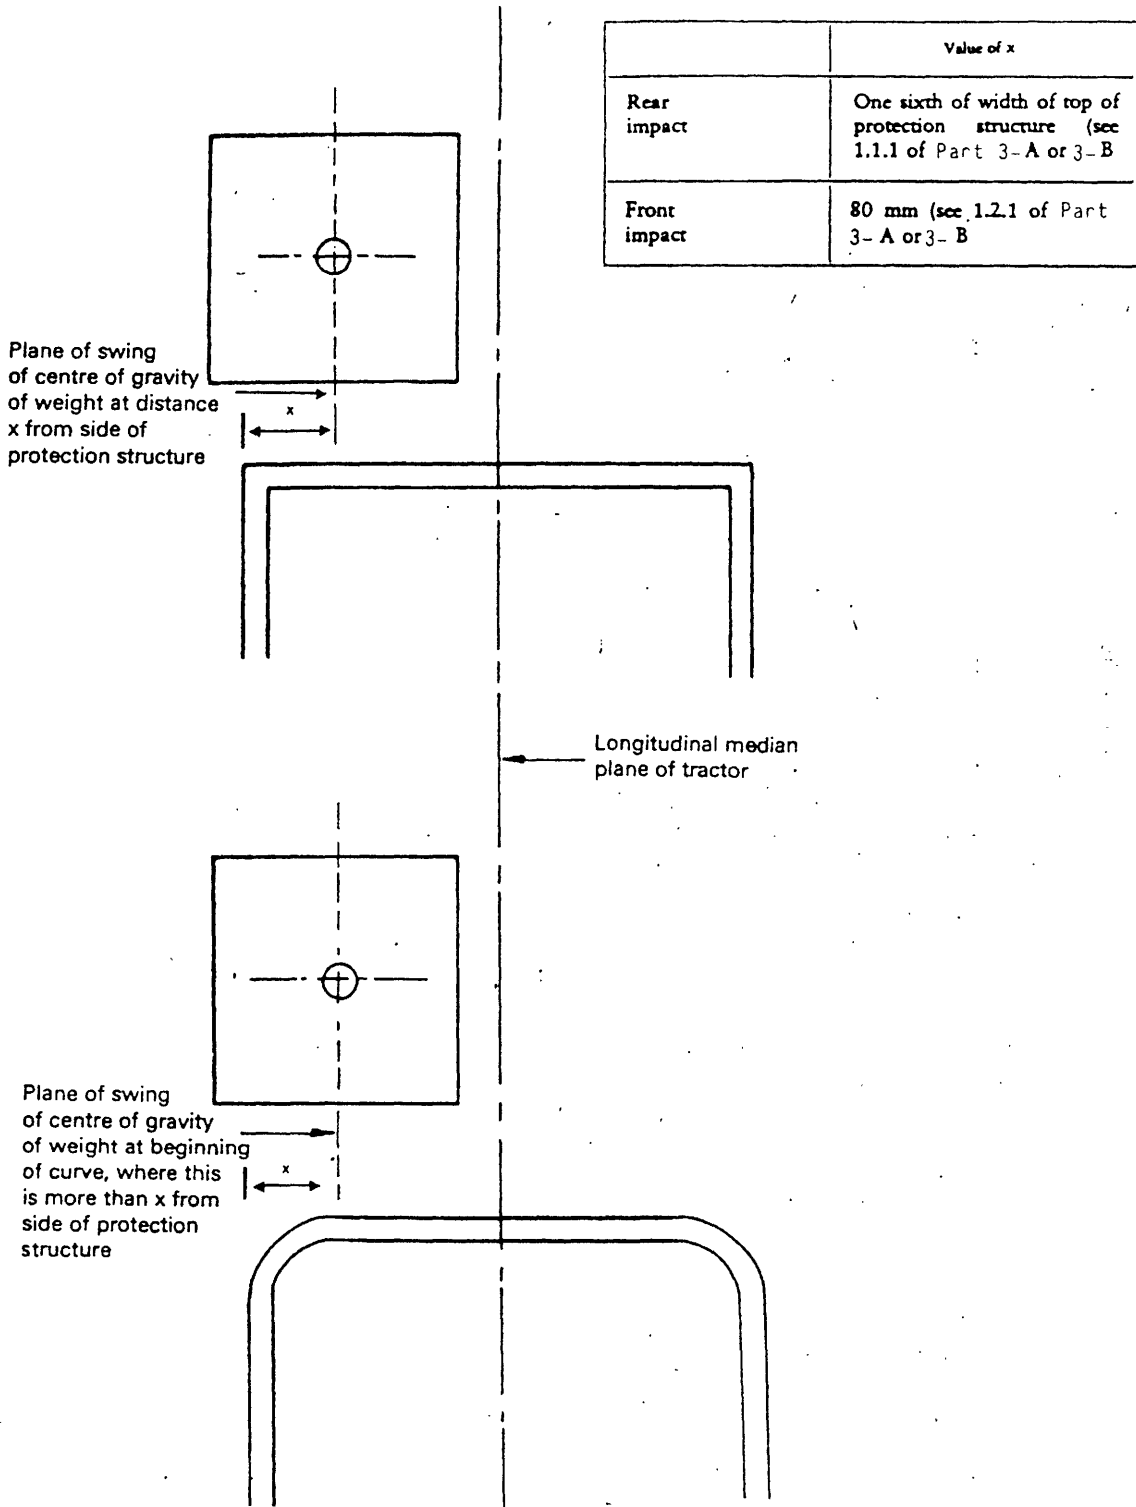 Value of x
Rear
impact
One sixth of width of top of
protection structure (see
1.1.1 of Part 3-A or 3-B
Front
impact
80 mm (see 1.2.1 of Part
3- A or 3- B
Plane of swing
of centre of gravity
of weight at distance
x from side of
protection structure
x
Longitudinal median
plane of tractor
Plane of swing
of centre of gravity
of weight at beginning
of curve, where this
is more than x from
side of protection
structure
x